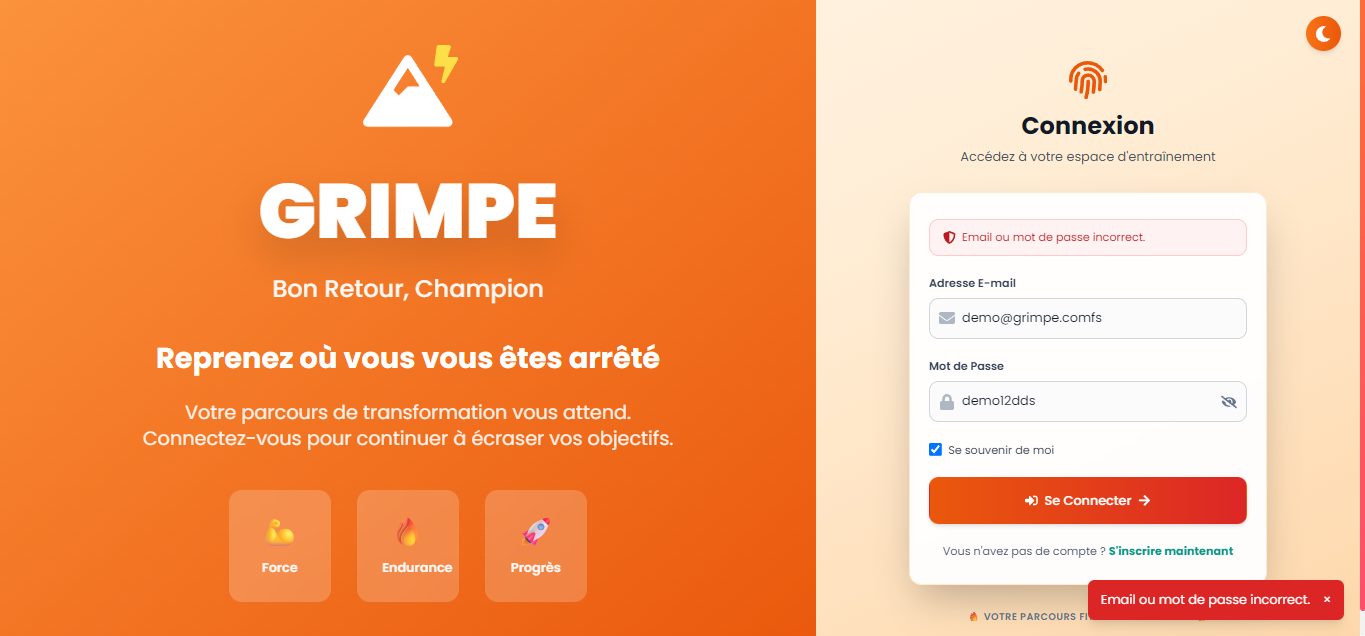 GRIMPE
Bon Retour, Champion
Reprenez où vous vous êtes arrêté
Votre parcours de transformation vous attend.
Connectez-vous pour continuer à écraser vos objectifs.
Force
Endurance
Progrès
Connexion
Accédez à votre espace d'entraînement
Email ou mot de passe incorrect.
Adresse E-mail
demo@grimpe.comfs
Mot de Passe
demo12dds
Se souvenir de moi
Se Connecter
Vous n'avez pas de compte ? S'inscrire maintenant
Email ou mot de passe incorrect. ×
VOTRE PARCOURS